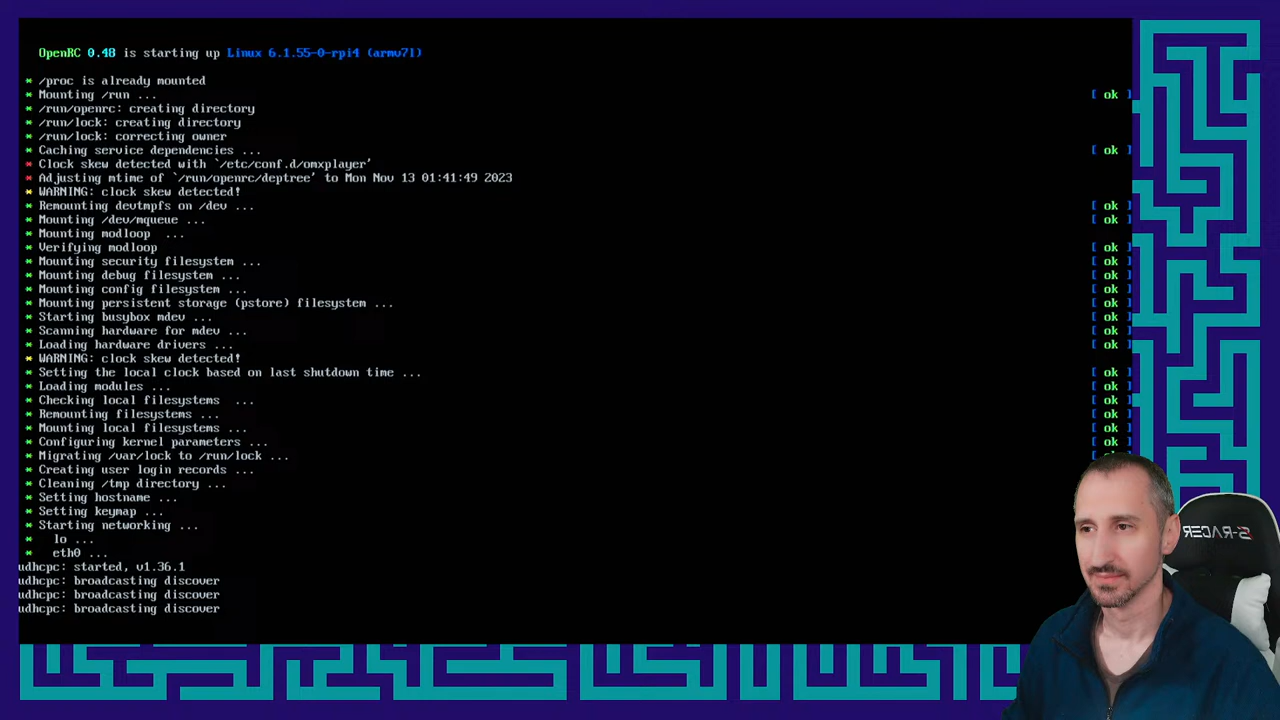 OpenRC 0.48 is starting up Linux 6.1.55-0-rpi4 (armv7l)
* /proc is already mounted
* Mounting /run ... [ ok ]
* /run/openrc: creating directory
* /run/lock: creating directory
* /run/lock: correcting owner
* Caching service dependencies ... [ ok ]
* Clock skew detected with `/etc/conf.d/omxplayer'
* Adjusting mtime of `/run/openrc/deptree' to Mon Nov 13 01:41:49 2023
* WARNING: clock skew detected!
* Remounting devtmpfs on /dev ... [ ok ]
* Mounting /dev/mqueue ... [ ok ]
* Mounting modloop  ...
* Verifying modloop [ ok ]
* Mounting security filesystem ... [ ok ]
* Mounting debug filesystem ... [ ok ]
* Mounting config filesystem ... [ ok ]
* Mounting persistent storage (pstore) filesystem ... [ ok ]
* Starting busybox mdev ... [ ok ]
* Scanning hardware for mdev ... [ ok ]
* Loading hardware drivers ... [ ok ]
* WARNING: clock skew detected!
* Setting the local clock based on last shutdown time ... [ ok ]
* Loading modules ... [ ok ]
* Checking local filesystems  ... [ ok ]
* Remounting filesystems ... [ ok ]
* Mounting local filesystems ... [ ok ]
* Configuring kernel parameters ... [ ok ]
* Migrating /var/lock to /run/lock ...
* Creating user login records ...
* Cleaning /tmp directory ...
* Setting hostname ...
* Setting keymap ...
* Starting networking ...
*   lo ...
*   eth0 ...
udhcpc: started, v1.36.1
udhcpc: broadcasting discover
udhcpc: broadcasting discover
udhcpc: broadcasting discover
S-RACER